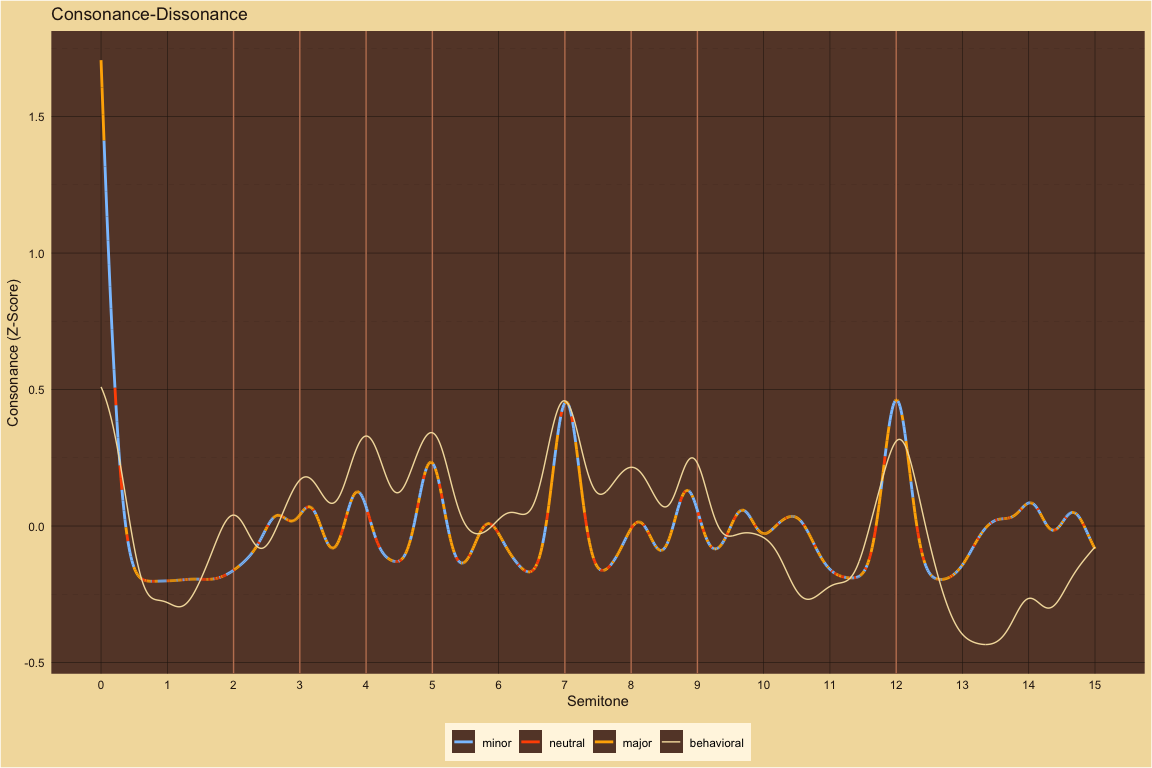 Consonance-Dissonance
Consonance (Z-Score)
1.5
1.0
0.5
0.0
-0.5
0 1 2 3 4 5 6 7 8 9 10 11 12 13 14 15
Semitone
minor neutral major behavioral